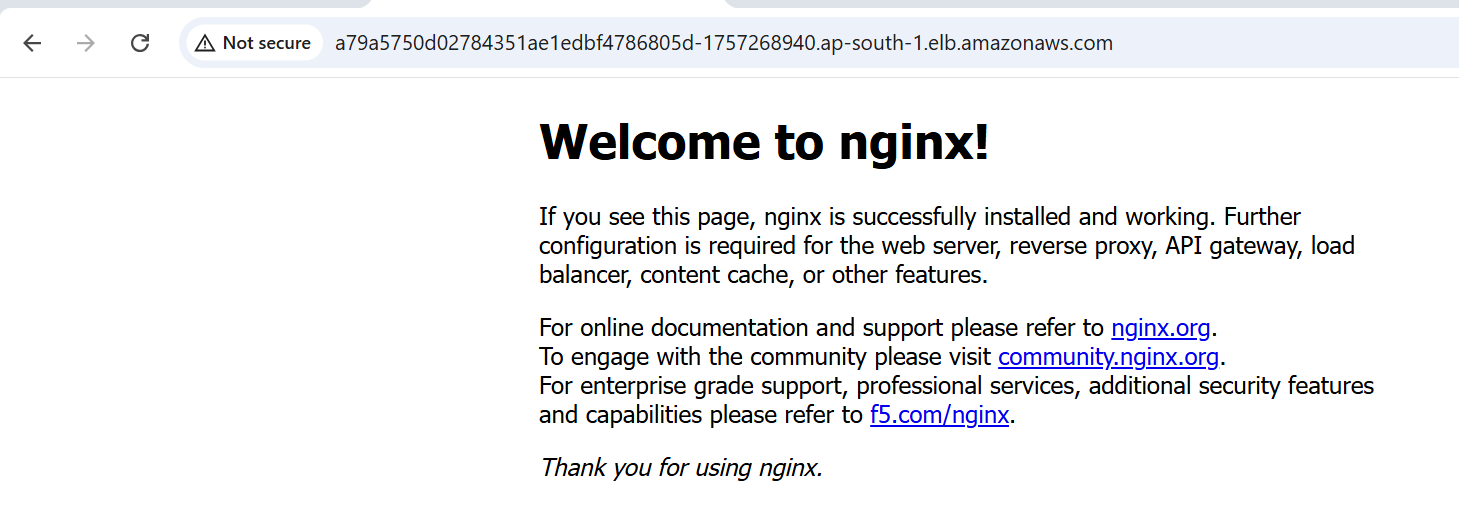 Not secure a79a5750d02784351ae1edbf4786805d-1757268940.ap-south-1.elb.amazonaws.com
Welcome to nginx!
If you see this page, nginx is successfully installed and working. Further
configuration is required for the web server, reverse proxy, API gateway, load
balancer, content cache, or other features.
For online documentation and support please refer to nginx.org.
To engage with the community please visit community.nginx.org.
For enterprise grade support, professional services, additional security features
and capabilities please refer to f5.com/nginx.
Thank you for using nginx.